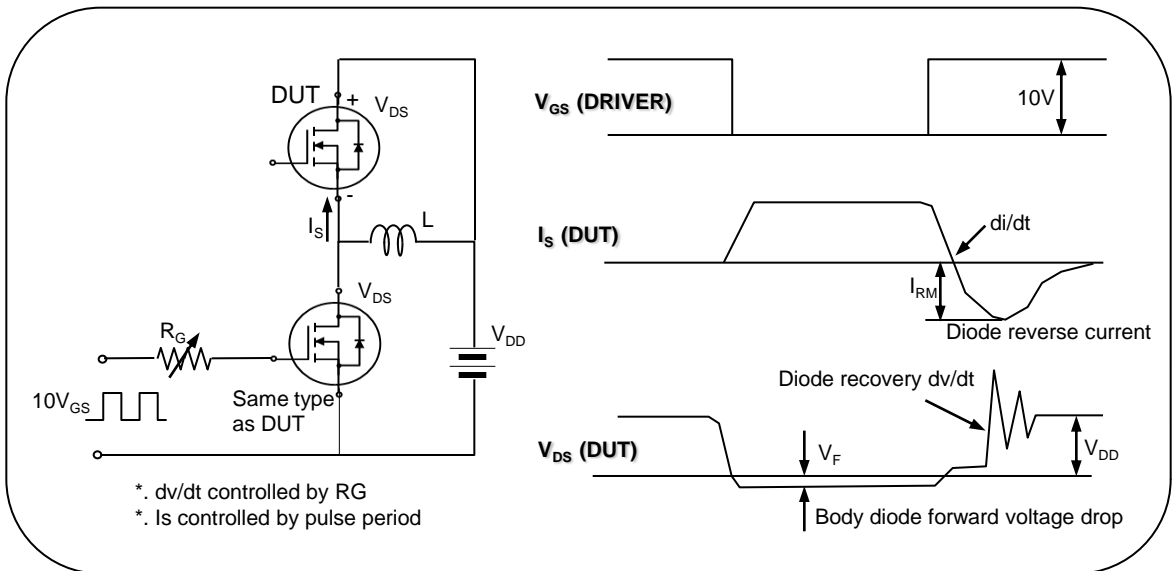 DUT
+
V_DS
-
I_S
L
V_DS
R_G
V_DD
10V_GS
Same type
as DUT
*. dv/dt controlled by RG
*. Is controlled by pulse period
V_GS (DRIVER)
10V
I_S (DUT)
di/dt
I_RM
Diode reverse current
Diode recovery dv/dt
V_DS (DUT)
V_F
V_DD
Body diode forward voltage drop